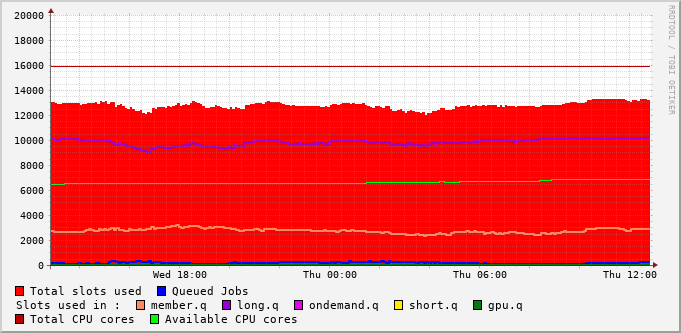 RRDTOOL / TOBI OETIKER
20000
18000
16000
14000
12000
10000
8000
6000
4000
2000
0
Wed 18:00 Thu 00:00 Thu 06:00 Thu 12:00
Total slots used Queued Jobs
Slots used in : member.q long.q ondemand.q short.q gpu.q
Total CPU cores Available CPU cores